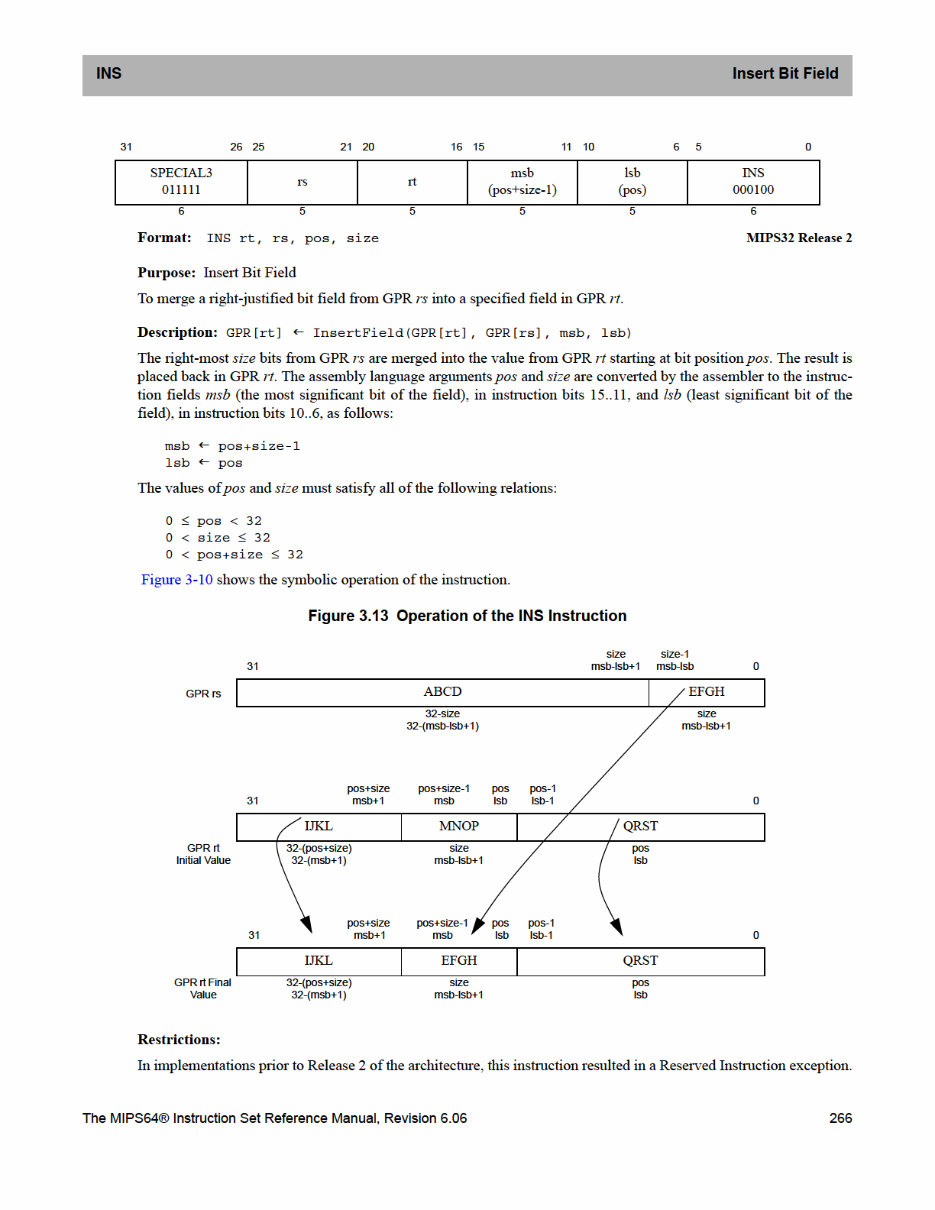 INS Insert Bit Field
31 26 25 21 20 16 15 11 10 6 5 0
SPECIAL3 rs rt msb lsb INS
011111 (pos+size-1) (pos) 000100
6 5 5 5 5 6
Format: INS rt, rs, pos, size MIPS32 Release 2
Purpose: Insert Bit Field
To merge a right-justified bit field from GPR rs into a specified field in GPR rt.
Description: GPR[rt] ← InsertField(GPR[rt], GPR[rs], msb, lsb)
The right-most size bits from GPR rs are merged into the value from GPR rt starting at bit position pos. The result is
placed back in GPR rt. The assembly language arguments pos and size are converted by the assembler to the instruc-
tion fields msb (the most significant bit of the field), in instruction bits 15..11, and lsb (least significant bit of the
field), in instruction bits 10..6, as follows:
msb ← pos+size-1
lsb ← pos
The values of pos and size must satisfy all of the following relations:
0 ≤ pos < 32
0 < size ≤ 32
0 < pos+size ≤ 32
Figure 3-10 shows the symbolic operation of the instruction.
Figure 3.13 Operation of the INS Instruction
size size-1
31 msb-lsb+1 msb-lsb 0
GPR rs ABCD EFGH
32-size size
32-(msb-lsb+1) msb-lsb+1
pos+size pos+size-1 pos pos-1
31 msb+1 msb lsb lsb-1 0
IJKL MNOP QRST
GPR rt 32-(pos+size) size pos
Initial Value 32-(msb+1) msb-lsb+1 lsb
pos+size pos+size-1 pos pos-1
31 msb+1 msb lsb lsb-1 0
IJKL EFGH QRST
GPR rt Final 32-(pos+size) size pos
Value 32-(msb+1) msb-lsb+1 lsb
Restrictions:
In implementations prior to Release 2 of the architecture, this instruction resulted in a Reserved Instruction exception.
The MIPS64® Instruction Set Reference Manual, Revision 6.06 266